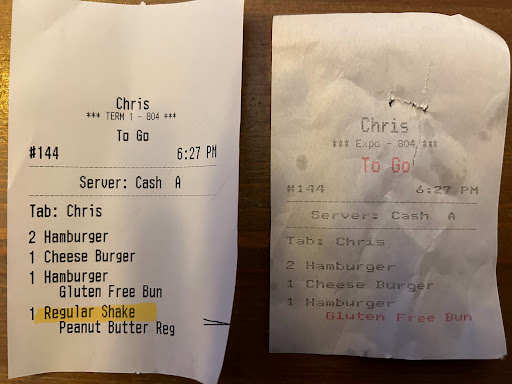 Chris
*** TERM 1 - 804 ***
To Go
#144 6:27 PM
Server: Cash A
Tab: Chris
2 Hamburger
1 Cheese Burger
1 Hamburger
Gluten Free Bun
1 Regular Shake
Peanut Butter Reg
Chris
*** Expo - 804 ***
To Go
#144 6:27 PM
Server: Cash A
Tab: Chris
2 Hamburger
1 Cheese Burger
1 Hamburger
Gluten Free Bun